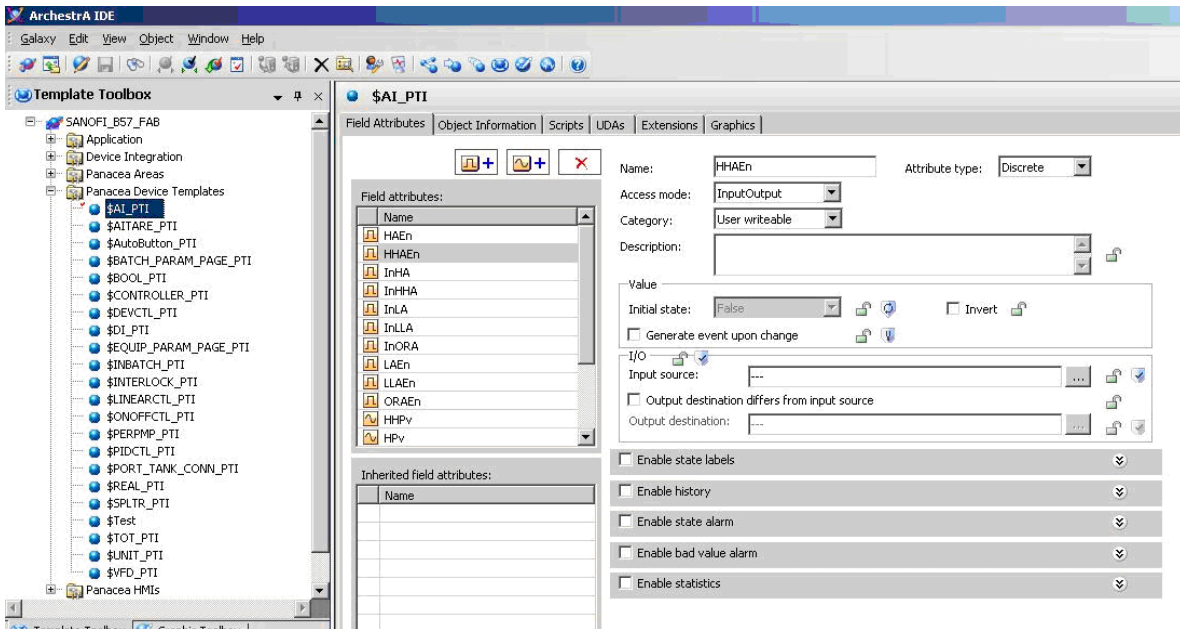 ArchestrA IDE
Galaxy Edit View Object Window Help
Template Toolbox
SANOFI_B57_FAB
Application
Device Integration
Panacea Areas
Panacea Device Templates
$AI_PTI
$AITARE_PTI
$AutoButton_PTI
$BATCH_PARAM_PAGE_PTI
$BOOL_PTI
$CONTROLLER_PTI
$DEVCTL_PTI
$DI_PTI
$EQUIP_PARAM_PAGE_PTI
$INBATCH_PTI
$INTERLOCK_PTI
$LINEARCTL_PTI
$ONOFFCTL_PTI
$PERPMP_PTI
$PIDCTL_PTI
$PORT_TANK_CONN_PTI
$REAL_PTI
$SPLTR_PTI
$Test
$TOT_PTI
$UNIT_PTI
$VFD_PTI
Panacea HMIs
Template Toolbox Graphic Toolbox
$AI_PTI
Field Attributes Object Information Scripts UDAs Extensions Graphics
Field attributes:
Name
HAEn
HHAEn
InHA
InHHA
InLA
InLLA
InORA
LAEn
LLAEn
ORAEn
HHPv
HPv
Inherited field attributes:
Name
Name: HHAEn Attribute type: Discrete
Access mode: InputOutput
Category: User writeable
Description:
Value
Initial state: False Invert
Generate event upon change
I/O
Input source: --- ...
Output destination differs from input source
Output destination: --- ...
Enable state labels
Enable history
Enable state alarm
Enable bad value alarm
Enable statistics